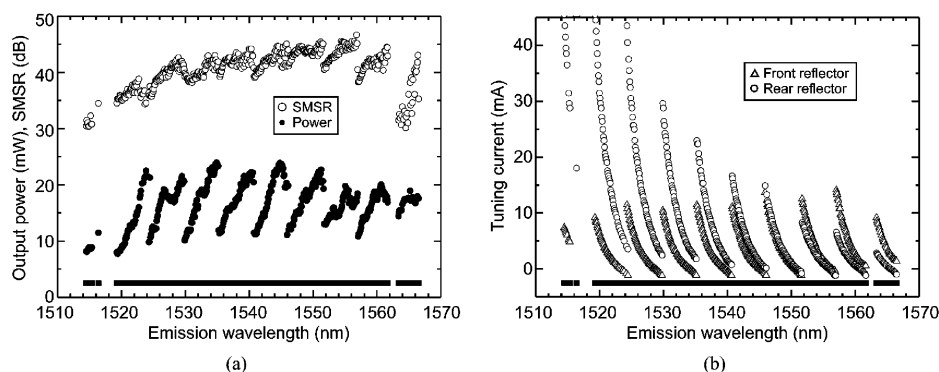 50
40
30
20
10
0
1510 1520 1530 1540 1550 1560 1570
Output power (mW), SMSR (dB)
Emission wavelength (nm)
SMSR
Power
(a)
40
30
20
10
0
1510 1520 1530 1540 1550 1560 1570
Tuning current (mA)
Emission wavelength (nm)
Front reflector
Rear reflector
(b)